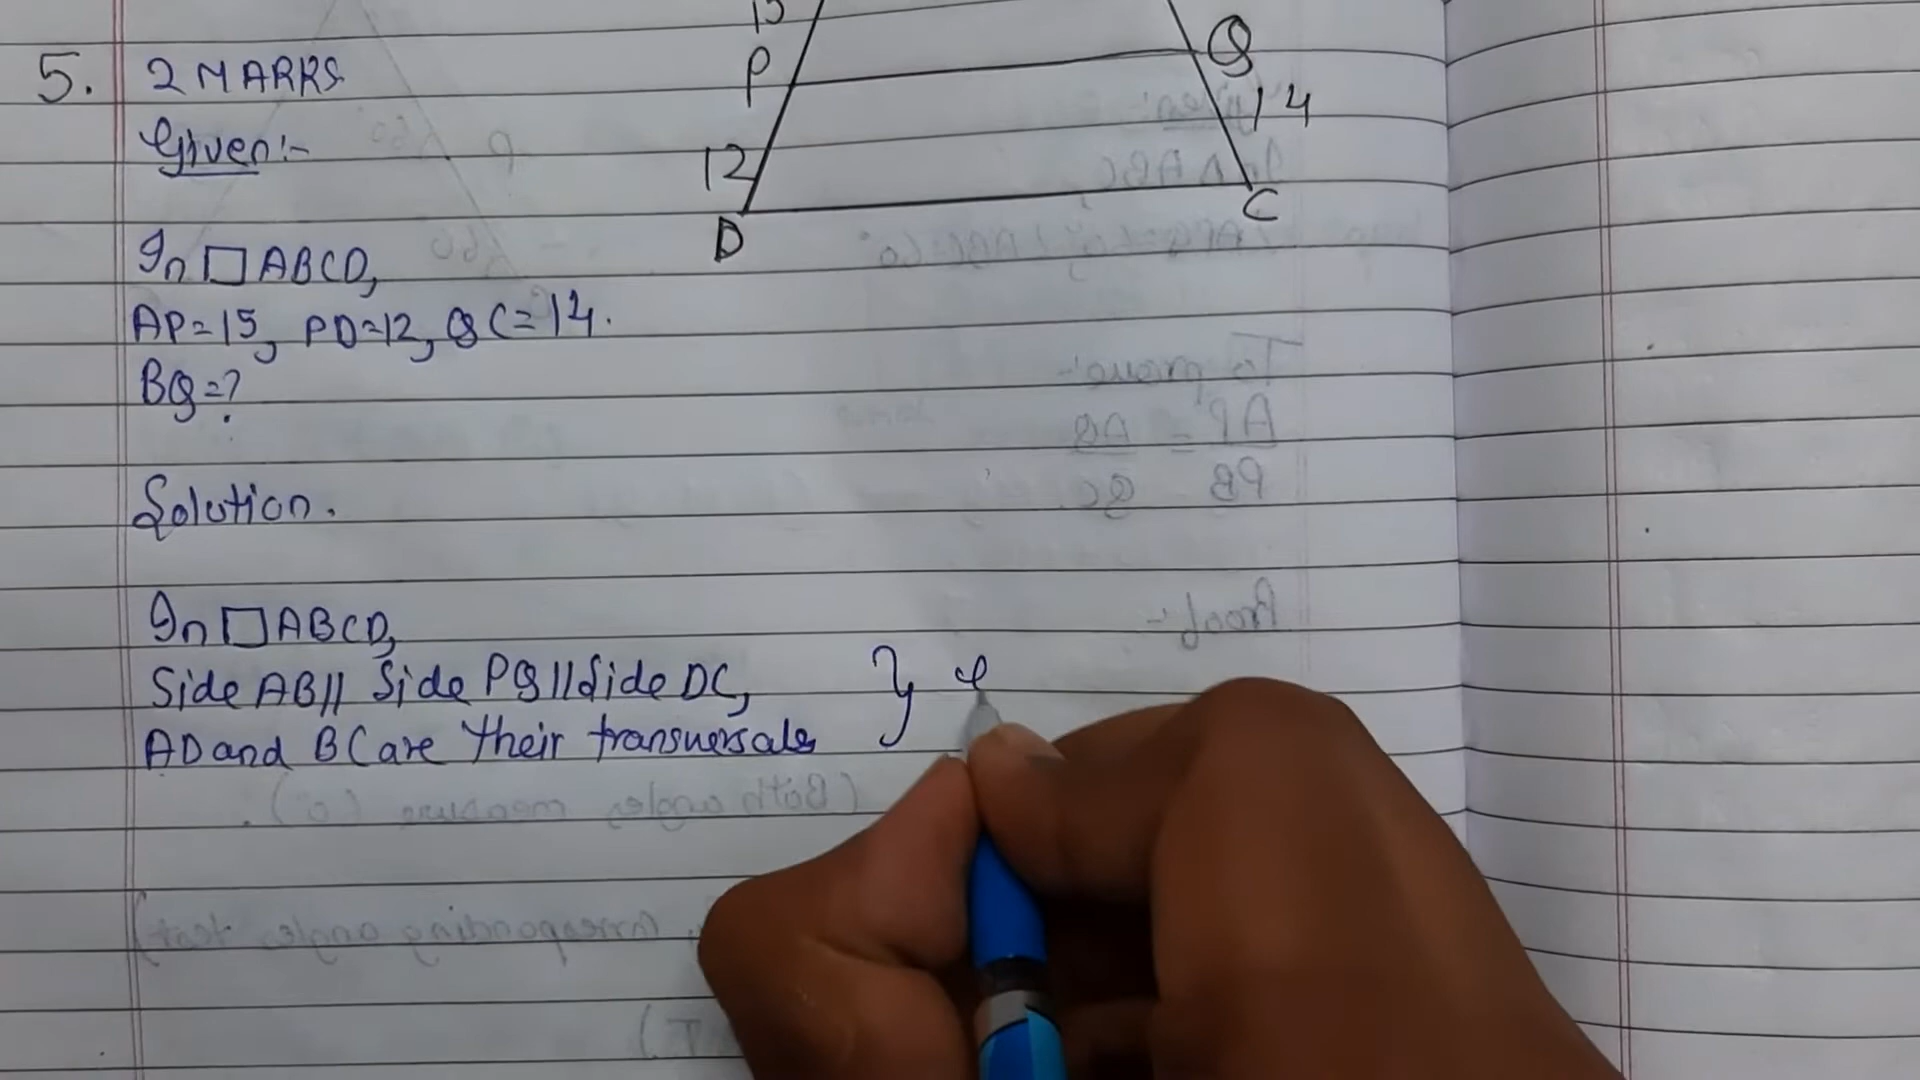 15
P
Q
5. 2 MARKS
14
Given:-
12
D
C
In □ABCD,
AP=15, PD=12, QC=14.
BQ=?
Solution.
In □ABCD,
Side AB|| Side PQ||Side DC,
AD and BC are their transversals